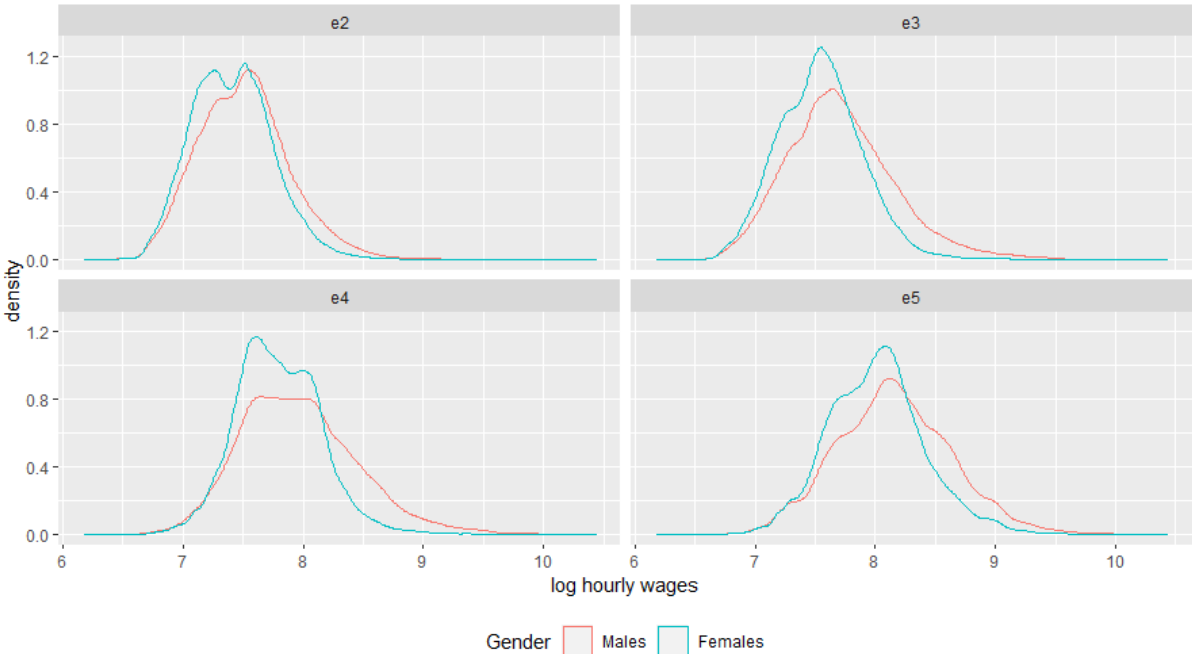 e2
e3
1.2
0.8
0.4
0.0
density
e4
e5
1.2
0.8
0.4
0.0
6 7 8 9 10
6 7 8 9 10
log hourly wages
Gender Males Females